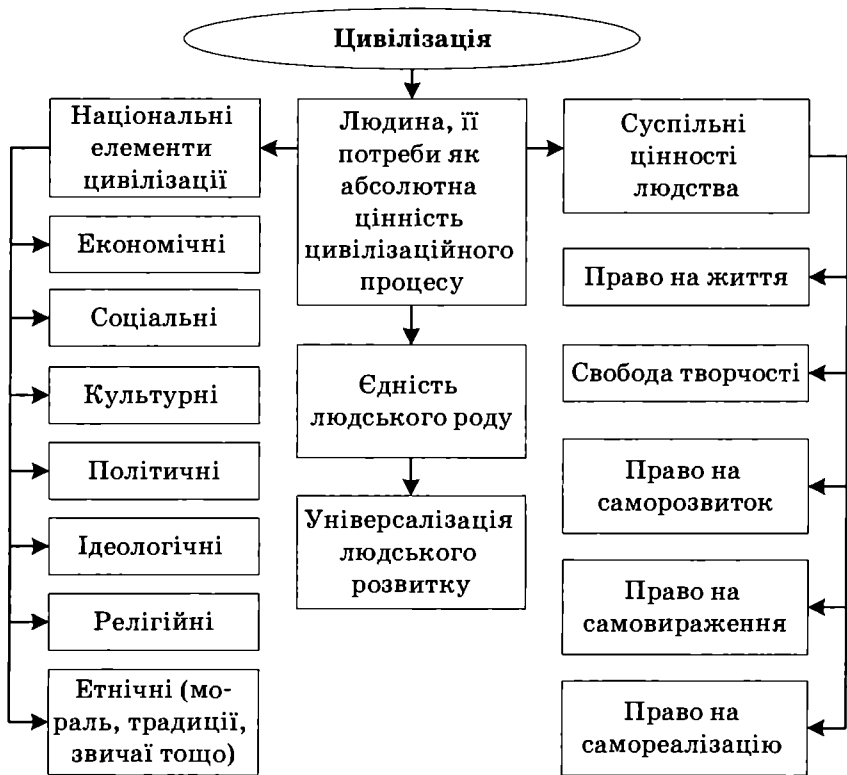 Цивілізація
Національні
елементи
цивілізації
Економічні
Соціальні
Культурні
Політичні
Ідеологічні
Релігійні
Етнічні (мо-
раль, традиції,
звичаї тощо)
Людина, її
потреби як
абсолютна
цінність
цивілізаційного
процесу
Єдність
людського роду
Універсалізація
людського
розвитку
Суспільні
цінності
людства
Право на життя
Свобода творчості
Право на
саморозвиток
Право на
самовираження
Право на
самореалізацію